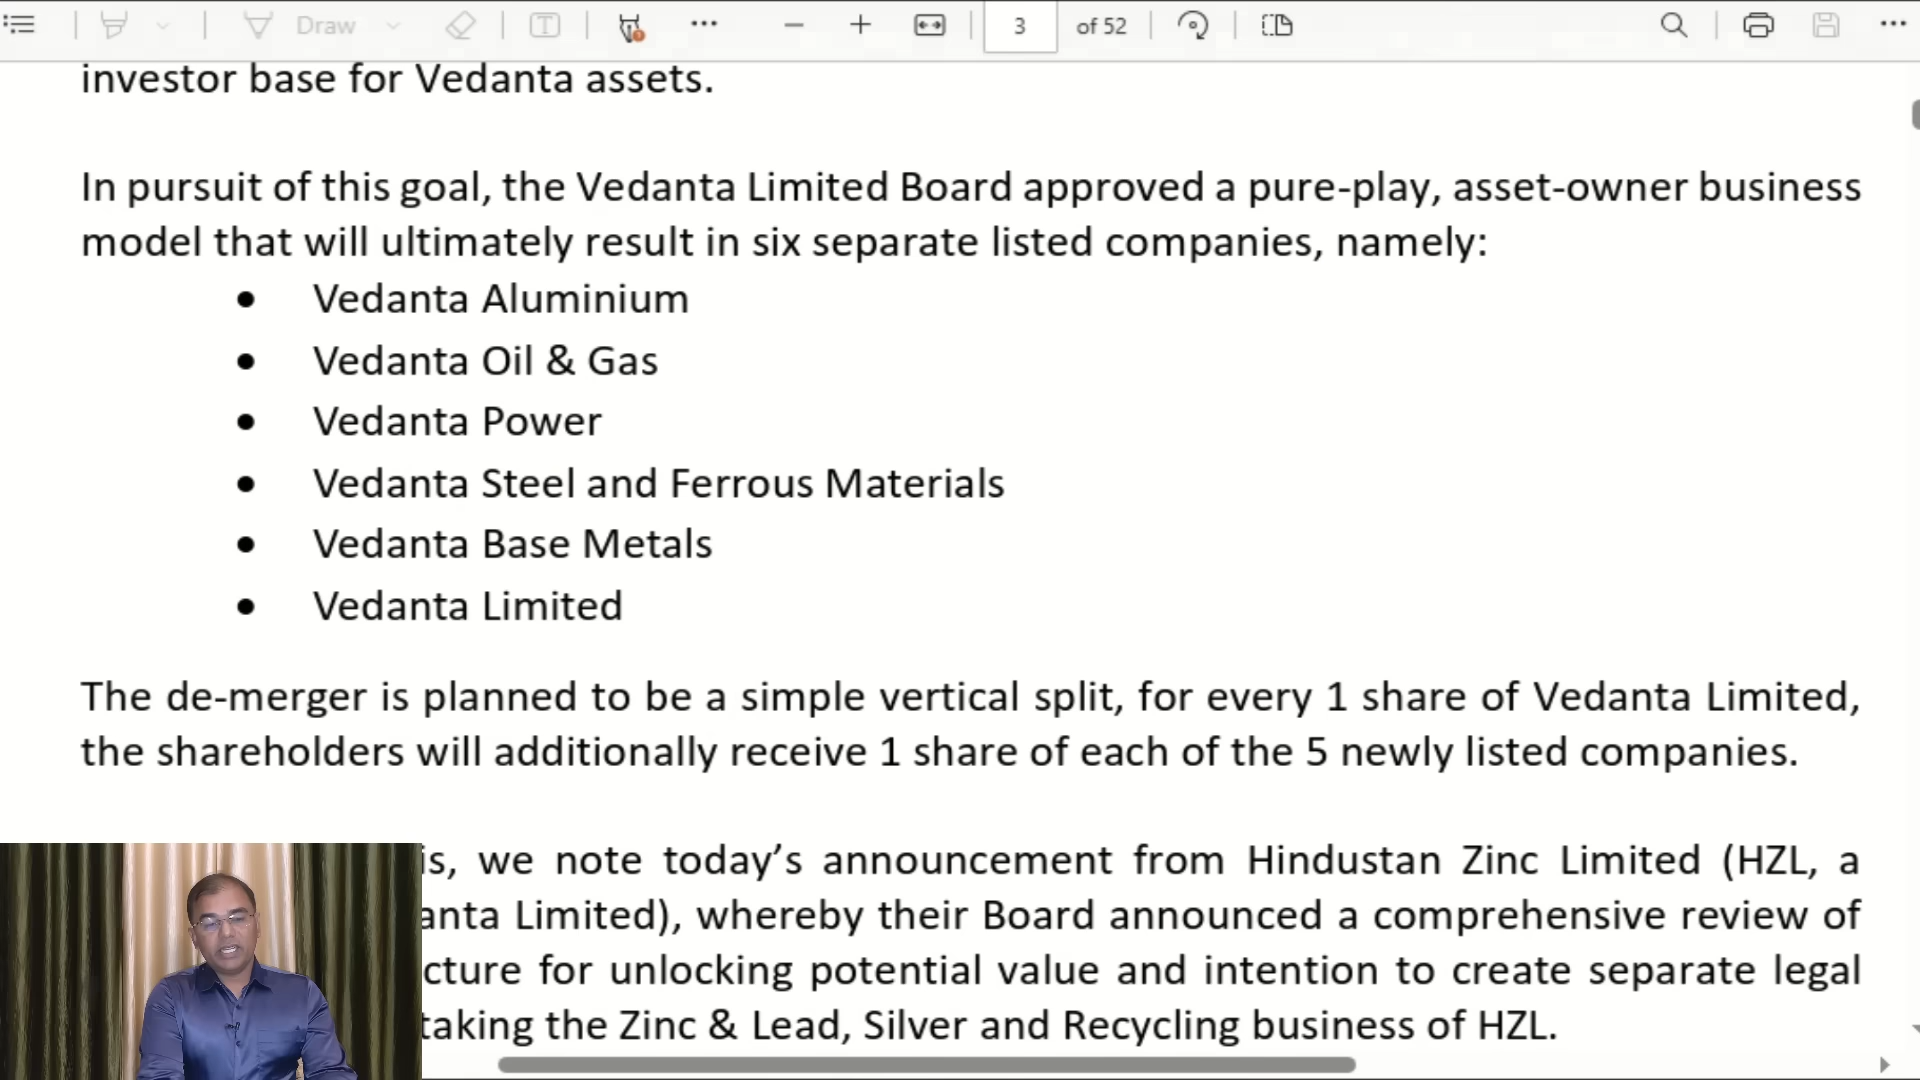 Draw
3 of 52
investor base for Vedanta assets.
In pursuit of this goal, the Vedanta Limited Board approved a pure-play, asset-owner business
model that will ultimately result in six separate listed companies, namely:
• Vedanta Aluminium
• Vedanta Oil & Gas
• Vedanta Power
• Vedanta Steel and Ferrous Materials
• Vedanta Base Metals
• Vedanta Limited
The de-merger is planned to be a simple vertical split, for every 1 share of Vedanta Limited,
the shareholders will additionally receive 1 share of each of the 5 newly listed companies.
is, we note today’s announcement from Hindustan Zinc Limited (HZL, a
anta Limited), whereby their Board announced a comprehensive review of
cture for unlocking potential value and intention to create separate legal
taking the Zinc & Lead, Silver and Recycling business of HZL.